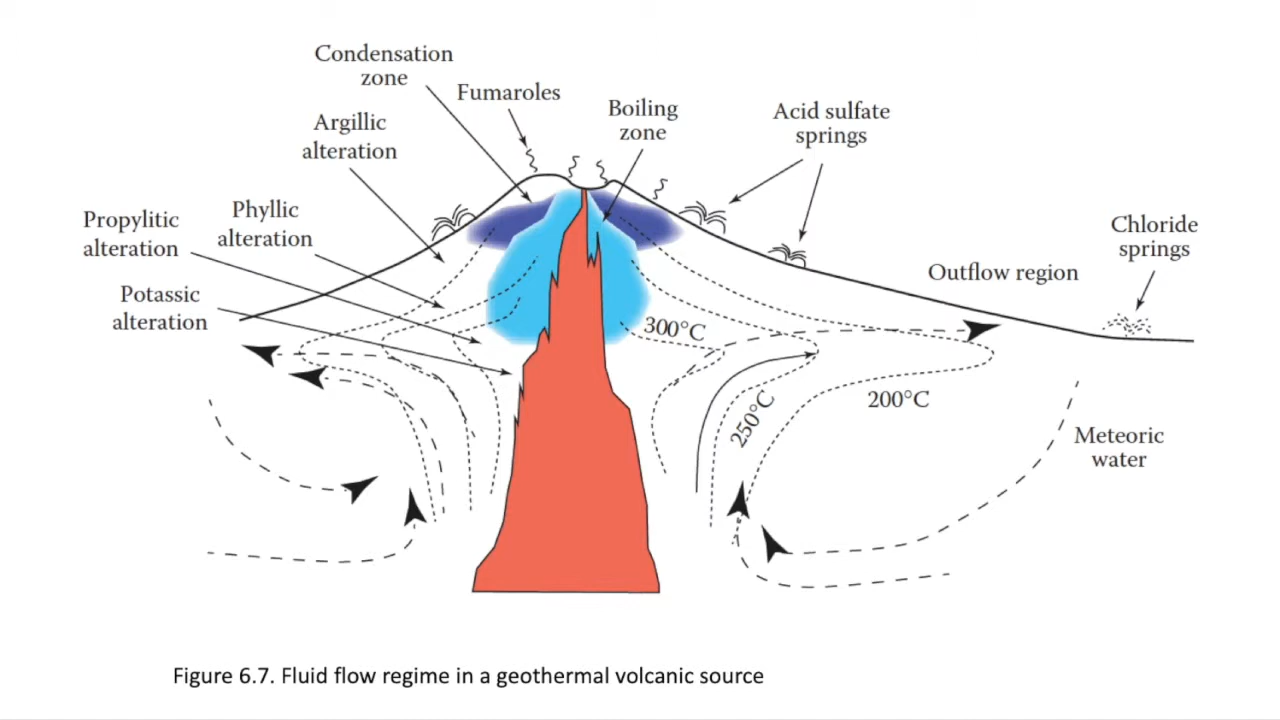 Condensation
zone
Fumaroles
Boiling
zone
Acid sulfate
springs
Argillic
alteration
Propylitic
alteration
Phyllic
alteration
Chloride
springs
Outflow region
Potassic
alteration
300°C
250°C
200°C
Meteoric
water
Figure 6.7. Fluid flow regime in a geothermal volcanic source